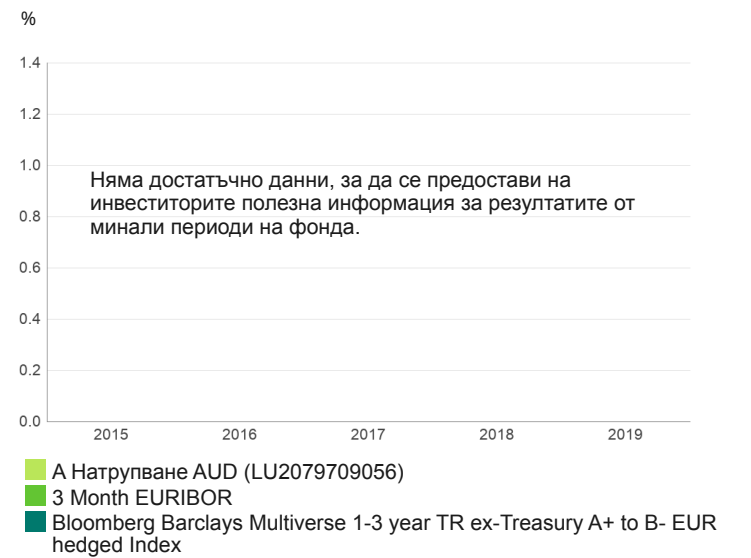 %
1.4
1.2
1.0
Няма достатъчно данни, за да се предостави на
инвеститорите полезна информация за резултатите от
минали периоди на фонда.
0.8
0.6
0.4
0.2
0.0
2015 2016 2017 2018 2019
А Натрупване AUD (LU2079709056)
3 Month EURIBOR
Bloomberg Barclays Multiverse 1-3 year TR ex-Treasury A+ to B- EUR
hedged Index